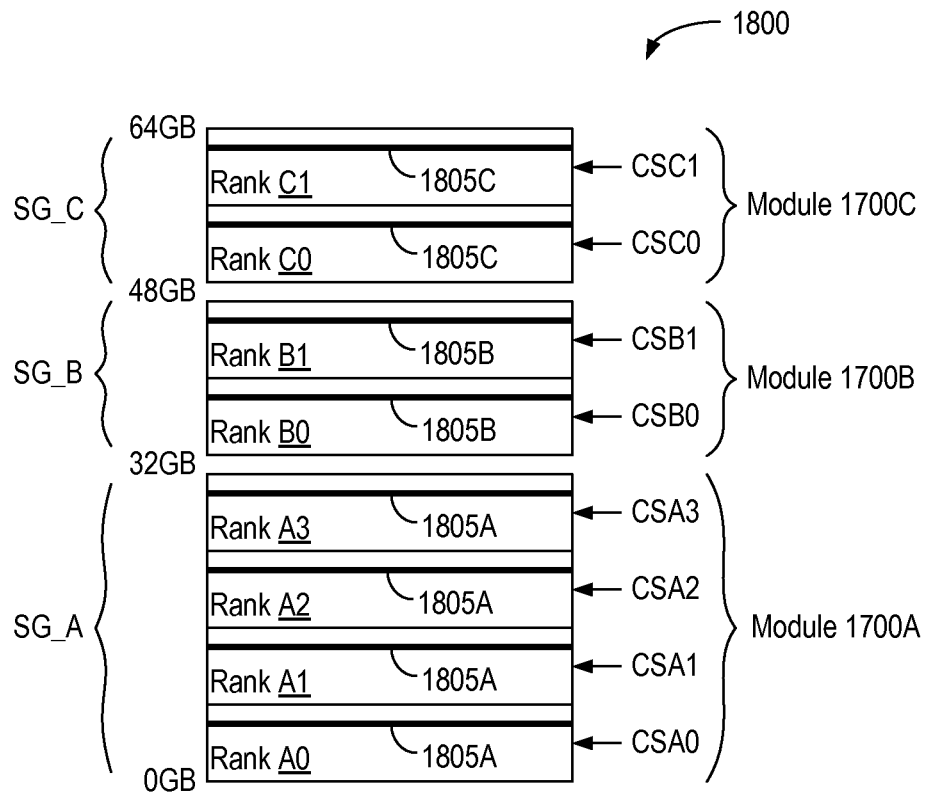 1800
64GB
Rank C1
1805C
CSC1
SG_C
Module 1700C
Rank C0
1805C
CSC0
48GB
Rank B1
1805B
CSB1
SG_B
Module 1700B
Rank B0
1805B
CSB0
32GB
Rank A3
1805A
CSA3
Rank A2
1805A
CSA2
SG_A
Module 1700A
Rank A1
1805A
CSA1
Rank A0
1805A
CSA0
0GB